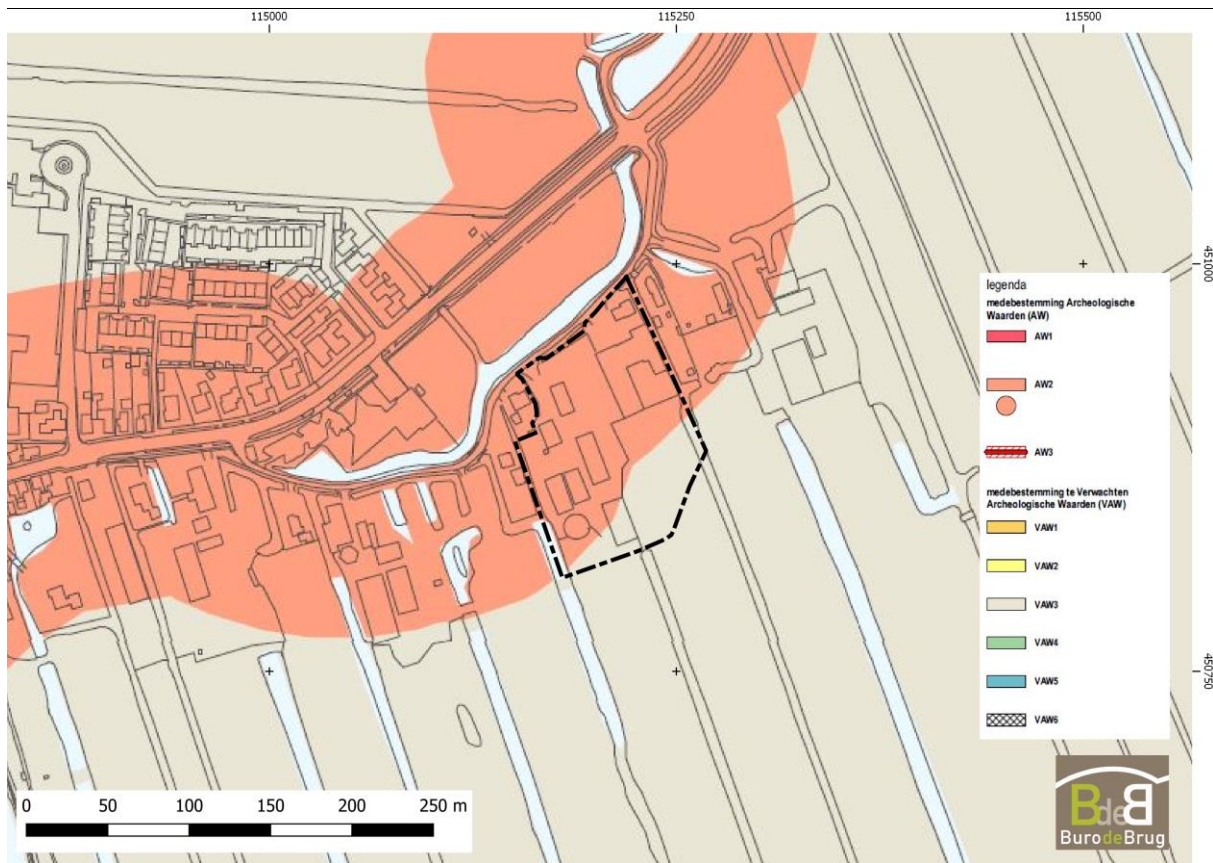 115000 115250 115500
451000
legenda
medebestemming Archeologische
Waarden (AW)
AW1
AW2
AW3
medebestemming te Verwachten
Archeologische Waarden (VAW)
VAW1
VAW2
VAW3
VAW4
VAW5
VAW6
450750
0 50 100 150 200 250 m
BdeB
BurodeBrug